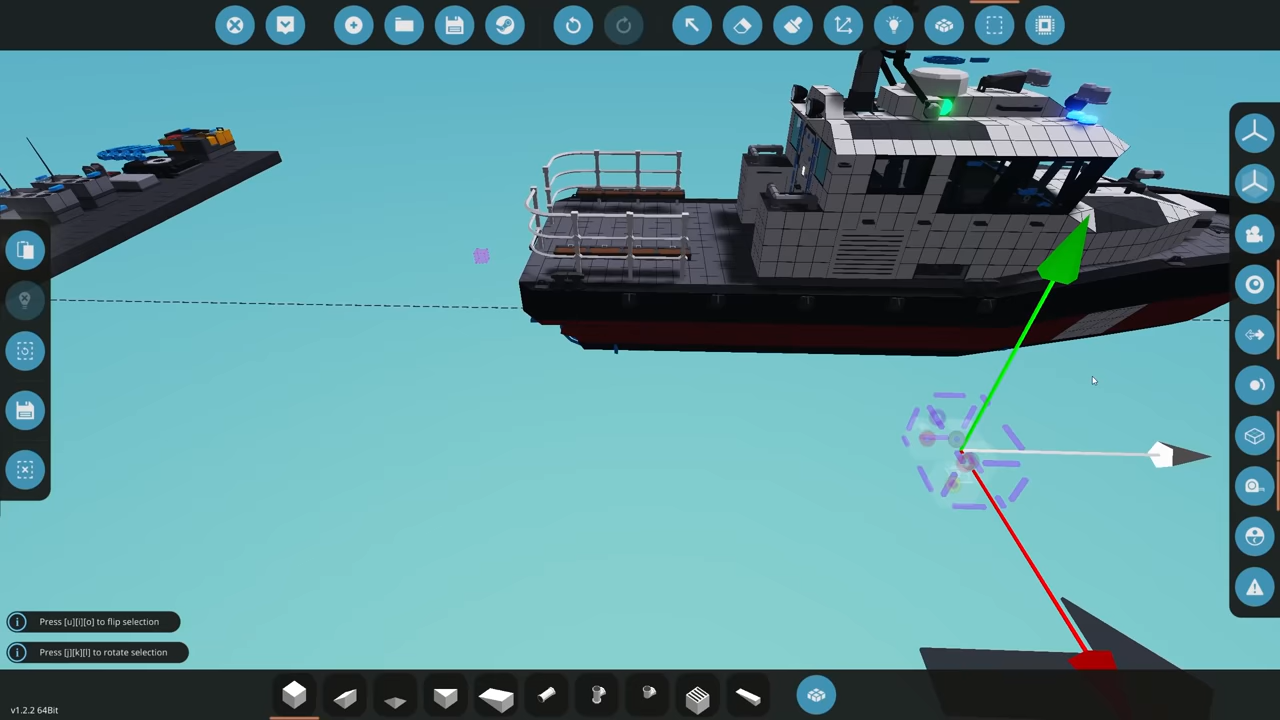 Press [u][i][o] to flip selection
Press [j][k][l] to rotate selection
v1.2.2 64Bit